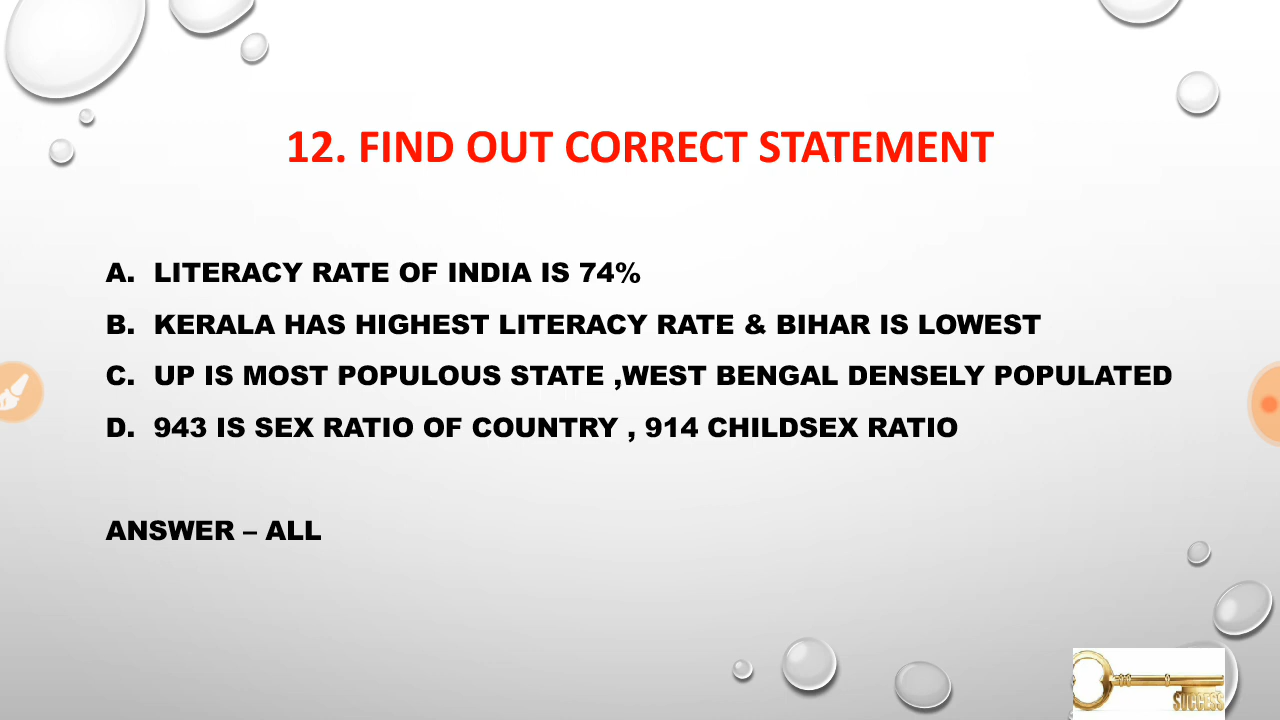 12. FIND OUT CORRECT STATEMENT
A. LITERACY RATE OF INDIA IS 74%
B. KERALA HAS HIGHEST LITERACY RATE & BIHAR IS LOWEST
C. UP IS MOST POPULOUS STATE ,WEST BENGAL DENSELY POPULATED
D. 943 IS SEX RATIO OF COUNTRY , 914 CHILDSEX RATIO
ANSWER – ALL
SUCCESS